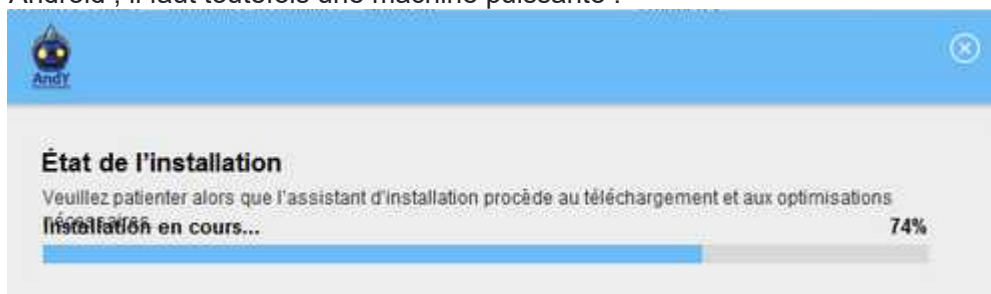 Android , il faut toutefois une machine puissante !
AndY
État de l'installation
Veuillez patienter alors que l'assistant d'installation procède au téléchargement et aux optimisations
nécessaires
Installation en cours... 74%